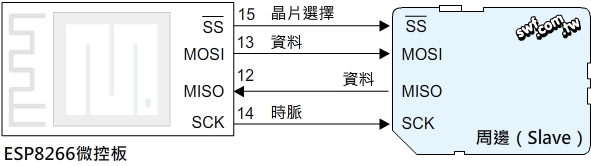 15 晶片選擇
SS
SS
13 資料
MOSI
MOSI
12 資料
MISO
MISO
14 時脈
SCK
SCK
ESP8266微控板
周邊（Slave）
swf.com.tw